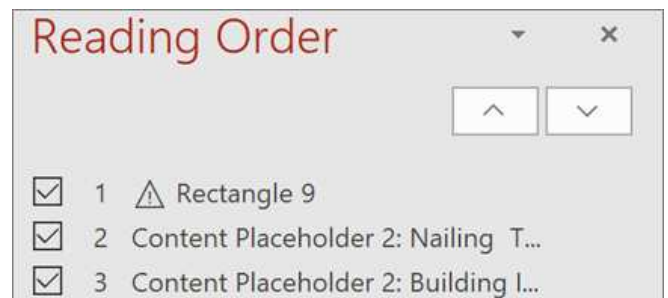 Reading Order
1 Rectangle 9
2 Content Placeholder 2: Nailing T...
3 Content Placeholder 2: Building I...